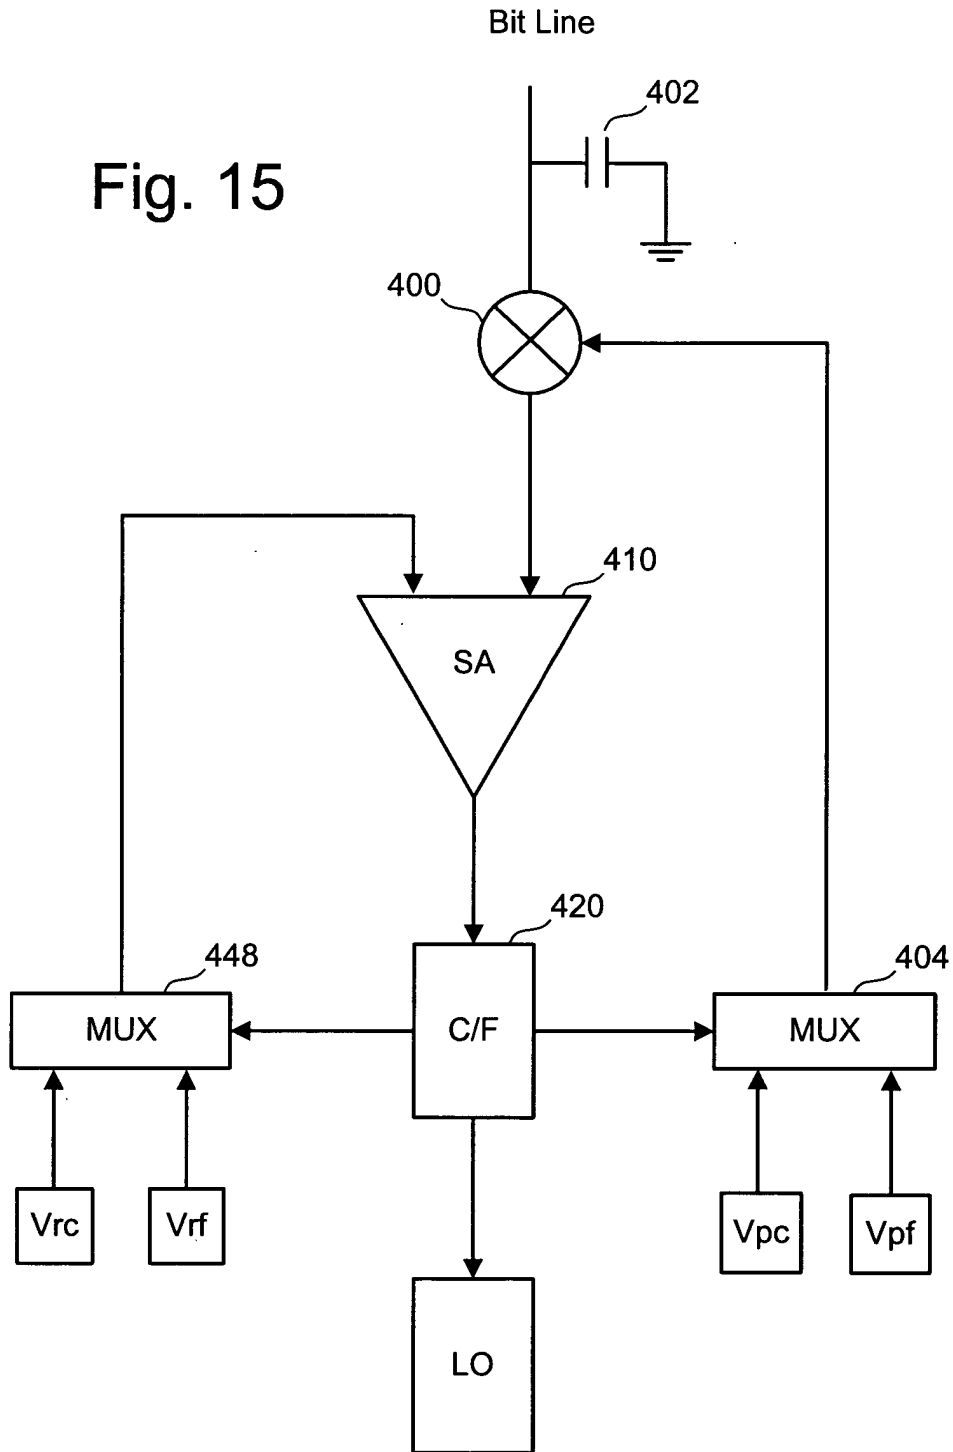 Bit Line
402
Fig. 15
400
410
SA
420
448
404
MUX
C/F
MUX
Vrc
Vrf
Vpc
Vpf
LO